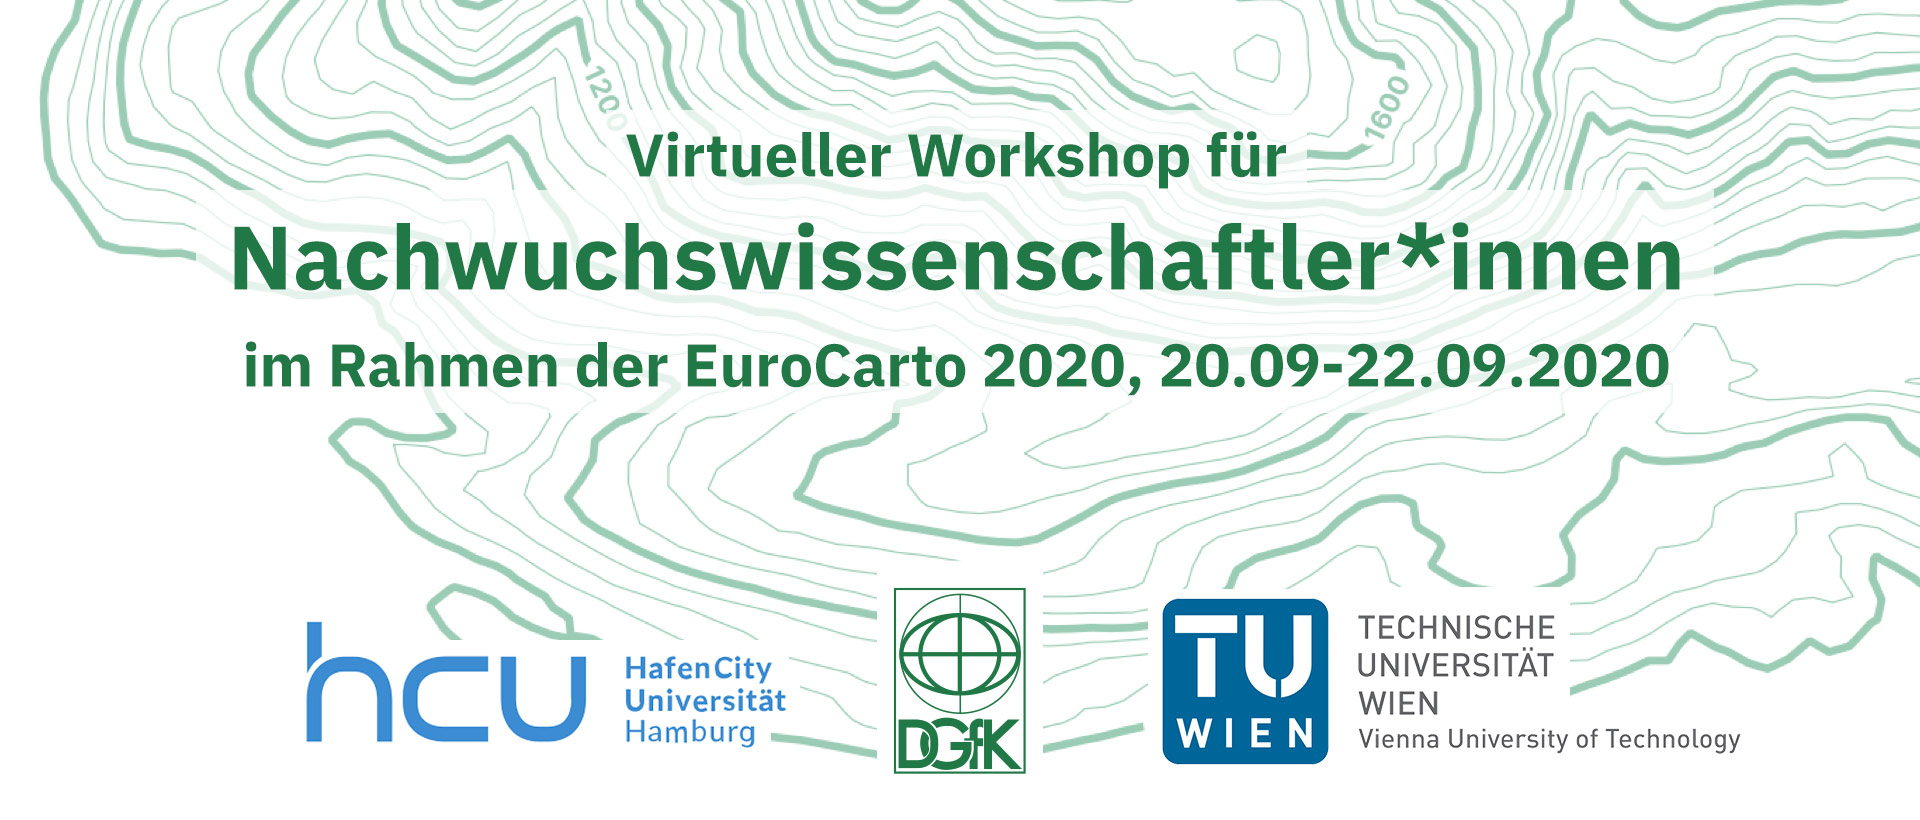 1200
1600
Virtueller Workshop für
Nachwuchswissenschaftler*innen
im Rahmen der EuroCarto 2020, 20.09-22.09.2020
hcu
HafenCity
Universität
Hamburg
DGfK
TU
WIEN
TECHNISCHE
UNIVERSITÄT
WIEN
Vienna University of Technology